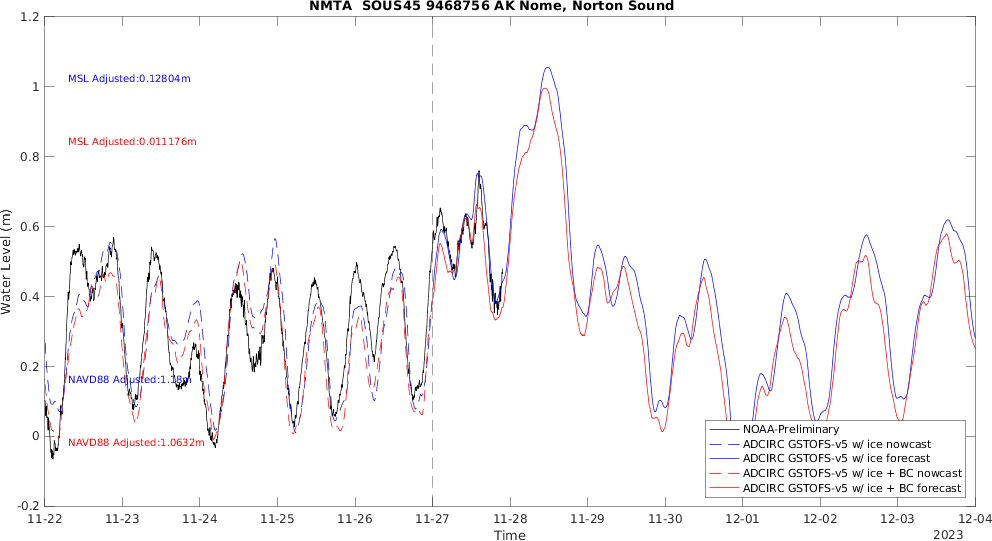 NMTA SOUS45 9468756 AK Nome, Norton Sound
1.2
1
0.8
0.6
0.4
0.2
0
-0.2
Water Level (m)
MSL Adjusted:0.12804m
MSL Adjusted:0.011176m
NAVD88 Adjusted:1.18m
NAVD88 Adjusted:1.0632m
NOAA-Preliminary
ADCIRC GSTOFS-v5 w/ ice nowcast
ADCIRC GSTOFS-v5 w/ ice forecast
ADCIRC GSTOFS-v5 w/ ice + BC nowcast
ADCIRC GSTOFS-v5 w/ ice + BC forecast
11-22 11-23 11-24 11-25 11-26 11-27 11-28 11-29 11-30 12-01 12-02 12-03 12-04
Time
2023